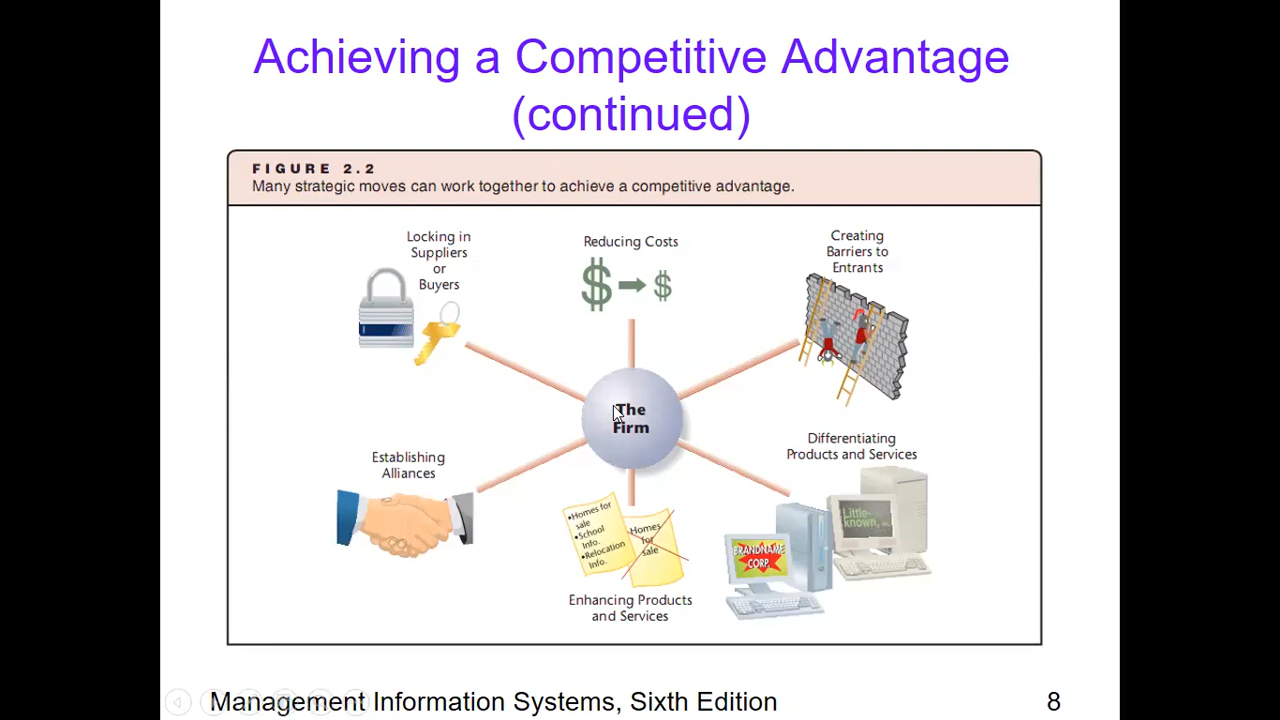 Achieving a Competitive Advantage
(continued)
FIGURE 2.2
Many strategic moves can work together to achieve a competitive advantage.
Locking in
Suppliers
or
Buyers
Reducing Costs
$ $
Creating
Barriers to
Entrants
The
Firm
Establishing
Alliances
•Homes for
sale
•School
Info.
•Relocation
Info.
Homes
for
sale
Enhancing Products
and Services
Differentiating
Products and Services
BRANDNAME
CORP.
Little-
known, Inc.
Management Information Systems, Sixth Edition
8